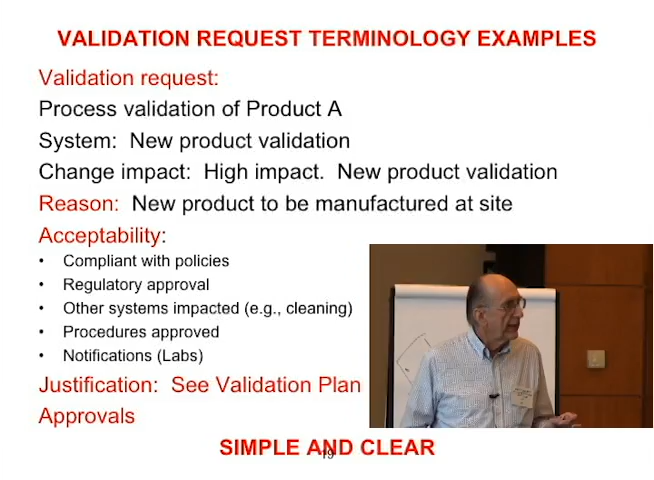 VALIDATION REQUEST TERMINOLOGY EXAMPLES
Validation request:
Process validation of Product A
System: New product validation
Change impact: High impact. New product validation
Reason: New product to be manufactured at site
Acceptability:
• Compliant with policies
• Regulatory approval
• Other systems impacted (e.g., cleaning)
• Procedures approved
• Notifications (Labs)
Justification: See Validation Plan
Approvals
SIMPLE AND CLEAR
19